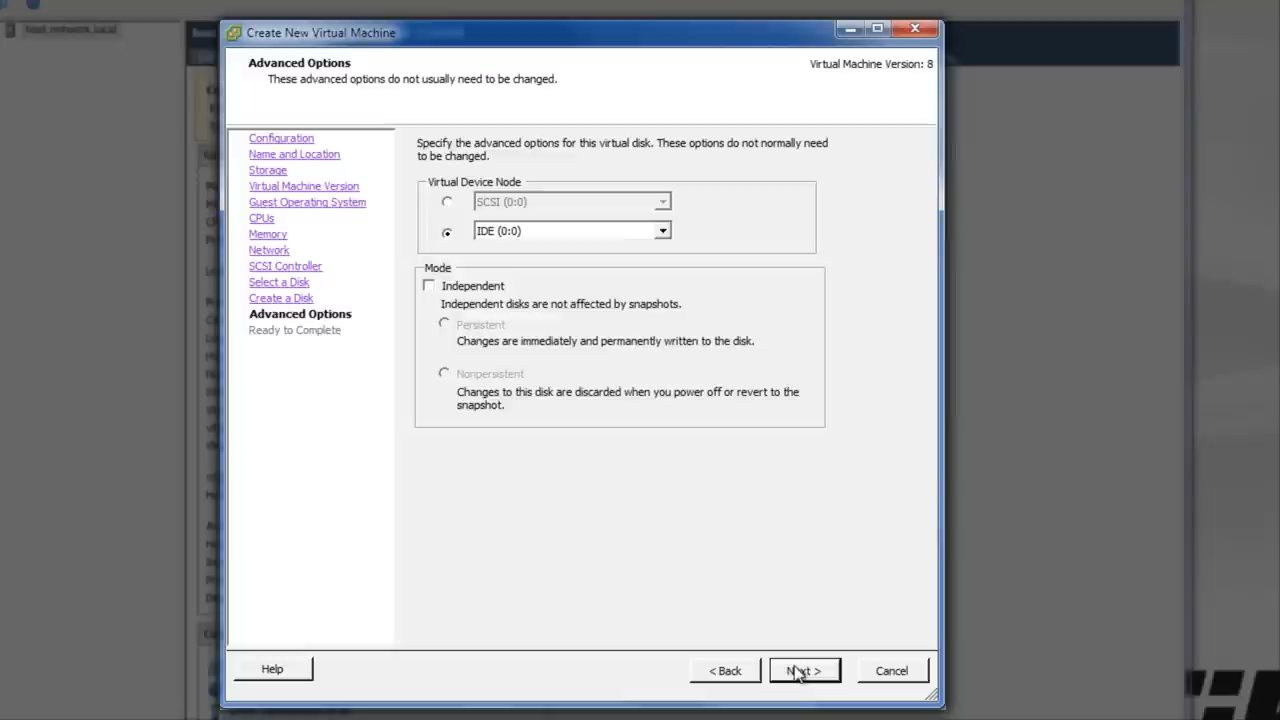 host_network.local
Create New Virtual Machine
Advanced Options
These advanced options do not usually need to be changed.
Virtual Machine Version: 8
Configuration
Name and Location
Storage
Virtual Machine Version
Guest Operating System
CPUs
Memory
Network
SCSI Controller
Select a Disk
Create a Disk
Advanced Options
Ready to Complete
Specify the advanced options for this virtual disk. These options do not normally need
to be changed.
Virtual Device Node
SCSI (0:0)
IDE (0:0)
Mode
Independent
Independent disks are not affected by snapshots.
Persistent
Changes are immediately and permanently written to the disk.
Nonpersistent
Changes to this disk are discarded when you power off or revert to the
snapshot.
Help
< Back
Next >
Cancel